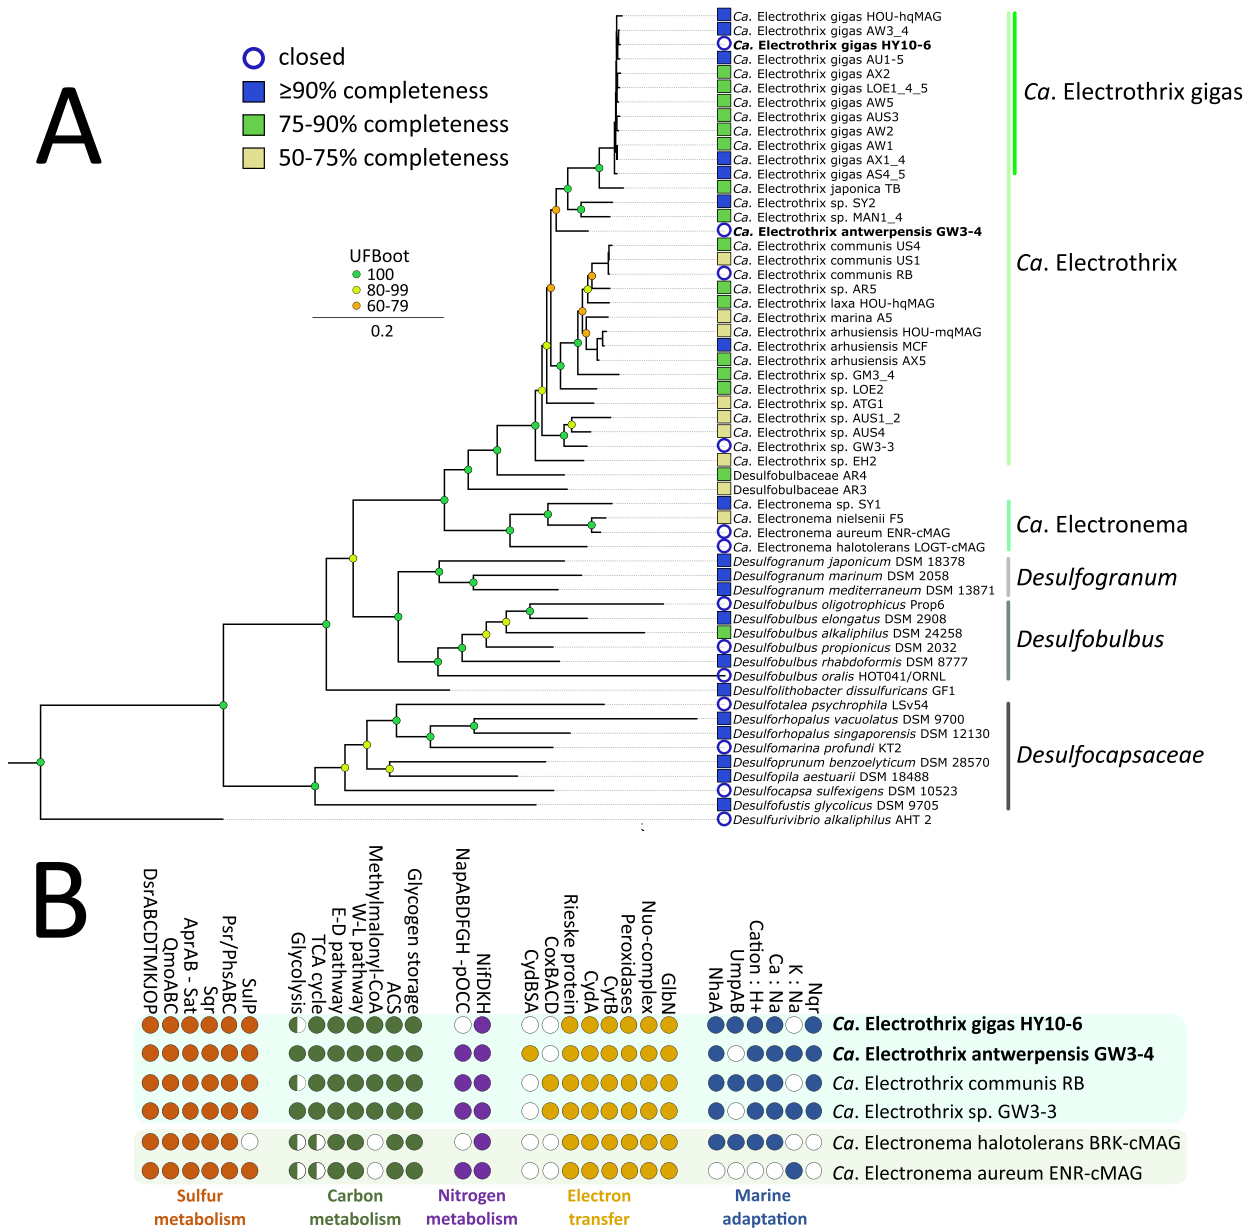 A
closed
≥90% completeness
75-90% completeness
50-75% completeness
UFBoot
100
80-99
60-79
0.2
Ca. Electrothrix gigas HOU-hqMAG
Ca. Electrothrix gigas AW3_4
Ca. Electrothrix gigas HY10-6
Ca. Electrothrix gigas AU1-5
Ca. Electrothrix gigas AX2
Ca. Electrothrix gigas LOE1_4_5
Ca. Electrothrix gigas AW5
Ca. Electrothrix gigas AUS3
Ca. Electrothrix gigas AW2
Ca. Electrothrix gigas AW1
Ca. Electrothrix gigas AX1_4
Ca. Electrothrix gigas AS4_5
Ca. Electrothrix japonica TB
Ca. Electrothrix sp. SY2
Ca. Electrothrix sp. MAN1_4
Ca. Electrothrix antwerpensis GW3-4
Ca. Electrothrix communis US4
Ca. Electrothrix communis US1
Ca. Electrothrix communis RB
Ca. Electrothrix sp. AR5
Ca. Electrothrix laxa HOU-hqMAG
Ca. Electrothrix marina A5
Ca. Electrothrix arhusiensis HOU-mqMAG
Ca. Electrothrix arhusiensis MCF
Ca. Electrothrix arhusiensis AX5
Ca. Electrothrix sp. GM3_4
Ca. Electrothrix sp. LOE2
Ca. Electrothrix sp. ATG1
Ca. Electrothrix sp. AUS1_2
Ca. Electrothrix sp. AUS4
Ca. Electrothrix sp. GW3-3
Ca. Electrothrix sp. EH2
Desulfobulbaceae AR4
Desulfobulbaceae AR3
Ca. Electronema sp. SY1
Ca. Electronema nielsenii F5
Ca. Electronema aureum ENR-cMAG
Ca. Electronema halotolerans LOGT-cMAG
Desulfogranum japonicum DSM 18378
Desulfogranum marinum DSM 2058
Desulfogranum mediterraneum DSM 13871
Desulfobulbus oligotrophicus Prop6
Desulfobulbus elongatus DSM 2908
Desulfobulbus alkaliphilus DSM 24258
Desulfobulbus propionicus DSM 2032
Desulfobulbus rhabdoformis DSM 8777
Desulfobulbus oralis HOT041/ORNL
Desulfolithobacter dissulfuricans GF1
Desulfotalea psychrophila LSv54
Desulforhopalus vacuolatus DSM 9700
Desulforhopalus singaporensis DSM 12130
Desulfomarina profundi KT2
Desulfoprunum benzoelyticum DSM 28570
Desulfopila aestuarii DSM 18488
Desulfocapsa sulfexigens DSM 10523
Desulfofustis glycolicus DSM 9705
Desulfurivibrio alkaliphilus AHT 2
Ca. Electrothrix gigas
Ca. Electrothrix
Ca. Electronema
Desulfogranum
Desulfobulbus
Desulfocapsaceae
B
DsrABCDTMKJOP
QmoABC
AprAB - Sat
Sqr
Psr/PhsABC
SulP
Glycolysis
TCA cycle
E-D pathway
W-L pathway
Methylmalonyl-CoA
ACS
Glycogen storage
NapABDFGH -pOCC
NifDKH
CydBSA
CoxBACD
Rieske protein
CydA
CytB
Peroxidases
Nuo-complex
GlbN
NhaA
UmpAB
Cation : H+
Ca : Na
K : Na
Nqr
Ca. Electrothrix gigas HY10-6
Ca. Electrothrix antwerpensis GW3-4
Ca. Electrothrix communis RB
Ca. Electrothrix sp. GW3-3
Ca. Electronema halotolerans BRK-cMAG
Ca. Electronema aureum ENR-cMAG
Sulfur
metabolism
Carbon
metabolism
Nitrogen
metabolism
Electron
transfer
Marine
adaptation